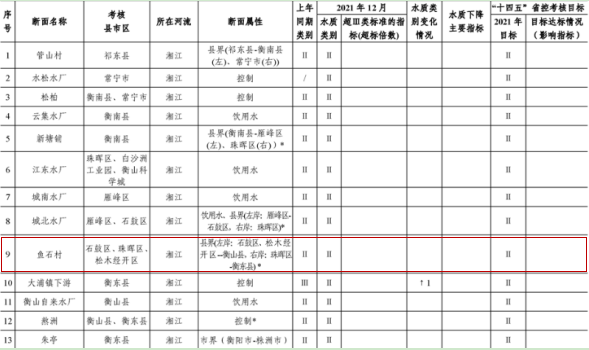 序号 断面名称 考核县市区 所在河流 断面属性 上年同期类别 2021 年 12 月 水质类别变化情况 水质下降主要指标 “十四五”省控考核目标
水质类别 超Ⅲ类标准的指标(超标倍数) 2021 年目标 目标达标情况(影响指标)
1 管山村 祁东县 湘江 县界(祁东县-衡南县(左)、常宁市(右)) Ⅱ Ⅱ Ⅱ
2 水松水厂 常宁市 湘江 控制 / Ⅱ Ⅱ
3 松柏 衡南县、常宁市 湘江 控制 Ⅱ Ⅱ Ⅱ
4 云集水厂 衡南县 湘江 饮用水 Ⅱ Ⅱ Ⅱ
5 新塘铺 衡南县 湘江 县界(衡南县-雁峰区(左)、珠晖区(右))* Ⅱ Ⅱ Ⅱ
6 江东水厂 珠晖区、白沙洲工业园、衡山科学城 湘江 饮用水 Ⅱ Ⅱ Ⅱ
7 城南水厂 雁峰区 湘江 饮用水 Ⅱ Ⅱ Ⅱ
8 城北水厂 雁峰区、石鼓区 湘江 饮用水、县界(左岸：雁峰区-石鼓区，右岸：珠晖区)* Ⅱ Ⅱ Ⅱ
9 鱼石村 石鼓区、珠晖区、松木经开区 湘江 县界(左岸：石鼓区，松木经开区--衡山县、右岸：珠晖区-衡东县)* Ⅱ Ⅱ Ⅱ
10 大浦镇下游 衡东县 湘江 控制 Ⅲ Ⅱ ↑1 Ⅱ
11 衡山自来水厂 衡山县 湘江 饮用水 Ⅱ Ⅱ Ⅱ
12 熬洲 衡山县、衡东县 湘江 控制* Ⅱ Ⅱ Ⅱ
13 朱亭 衡东县 湘江 市界（衡阳市-株洲市） Ⅱ Ⅱ Ⅱ